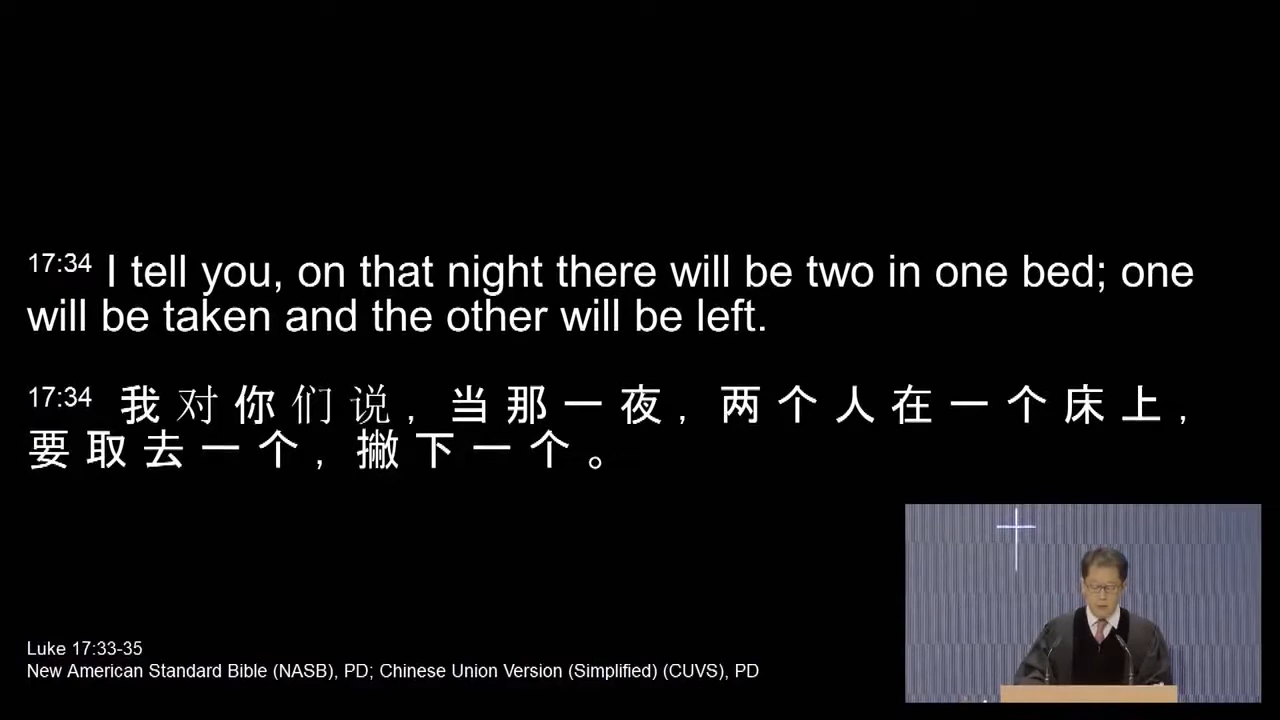 17:34 I tell you, on that night there will be two in one bed; one
will be taken and the other will be left.
17:34 我对你们说，当那一夜，两个人在一个床上，
要取去一个，撇下一个。
Luke 17:33-35
New American Standard Bible (NASB), PD; Chinese Union Version (Simplified) (CUVS), PD